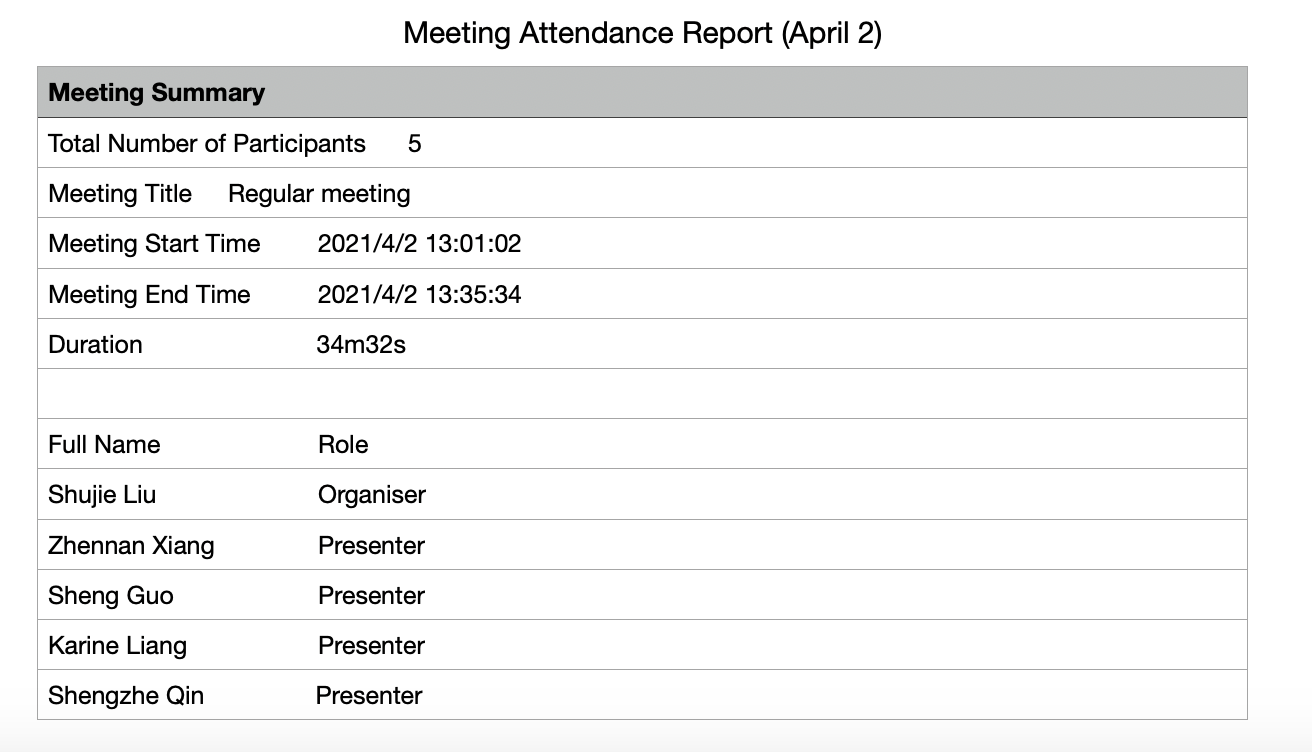 Meeting Attendance Report (April 2)
Meeting Summary
Total Number of Participants 5
Meeting Title Regular meeting
Meeting Start Time 2021/4/2 13:01:02
Meeting End Time 2021/4/2 13:35:34
Duration 34m32s
Full Name Role
Shujie Liu Organiser
Zhennan Xiang Presenter
Sheng Guo Presenter
Karine Liang Presenter
Shengzhe Qin Presenter